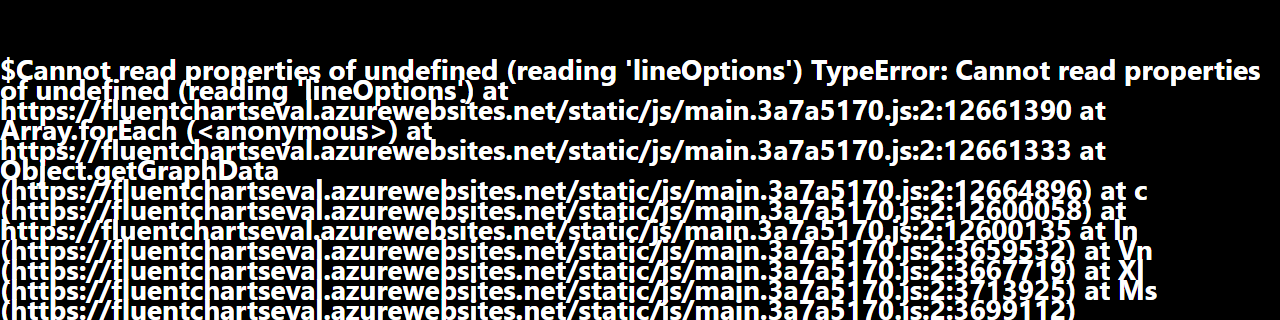 $Cannot read properties of undefined (reading 'lineOptions') TypeError: Cannot read properties
of undefined (reading 'lineOptions') at
https://fluentchartseval.azurewebsites.net/static/js/main.3a7a5170.js:2:12661390 at
Array.forEach (<anonymous>) at
https://fluentchartseval.azurewebsites.net/static/js/main.3a7a5170.js:2:12661333 at
Object.getGraphData
(https://fluentchartseval.azurewebsites.net/static/js/main.3a7a5170.js:2:12664896) at c
(https://fluentchartseval.azurewebsites.net/static/js/main.3a7a5170.js:2:12600058) at
https://fluentchartseval.azurewebsites.net/static/js/main.3a7a5170.js:2:12600135 at In
(https://fluentchartseval.azurewebsites.net/static/js/main.3a7a5170.js:2:3659532) at Vn
(https://fluentchartseval.azurewebsites.net/static/js/main.3a7a5170.js:2:3667719) at Xl
(https://fluentchartseval.azurewebsites.net/static/js/main.3a7a5170.js:2:3713925) at Ms
(https://fluentchartseval.azurewebsites.net/static/js/main.3a7a5170.js:2:3699112)